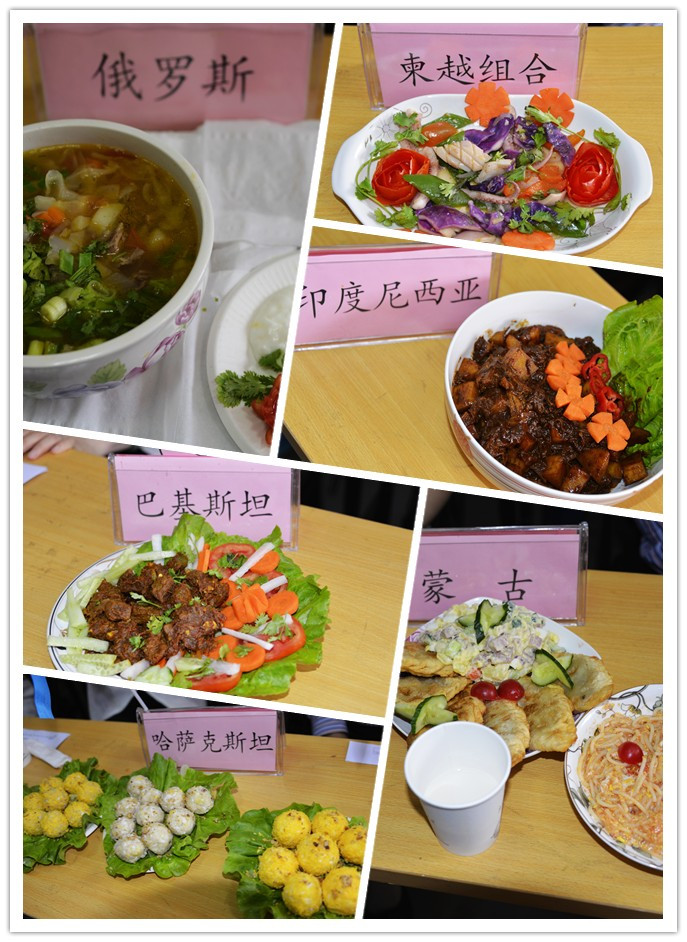 俄罗斯
柬越组合
印度尼西亚
巴基斯坦
蒙 古
哈萨克斯坦